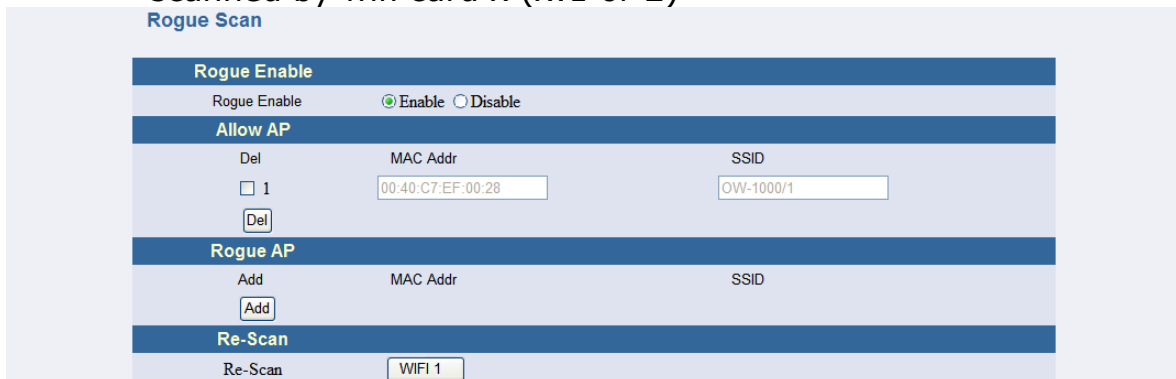 Rogue Scan
Rogue Enable
Rogue Enable Enable Disable
Allow AP
Del MAC Addr SSID
1 00:40:C7:EF:00:28 OW-1000/1
Del
Rogue AP
Add MAC Addr SSID
Add
Re-Scan
Re-Scan WIFI 1